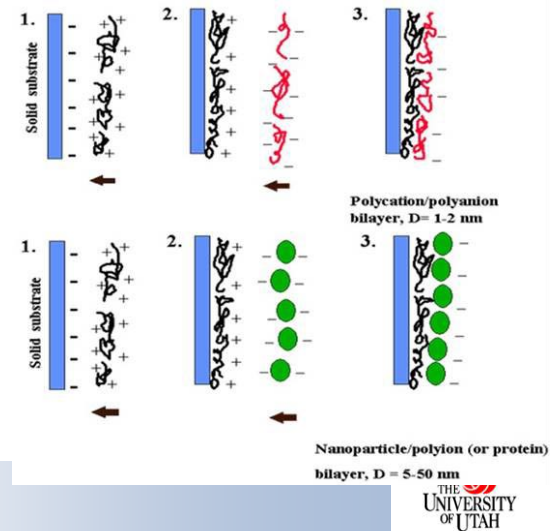 1.
2.
3.
Solid substrate
Polycation/polyanion
bilayer, D= 1-2 nm
1.
2.
3.
Solid substrate
Nanoparticle/polyion (or protein)
bilayer, D = 5-50 nm
THE
UNIVERSITY
OF UTAH